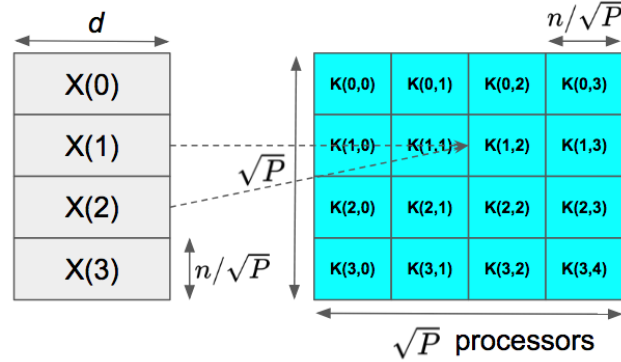 d
n/√P
X(0)
K(0,0) K(0,1) K(0,2) K(0,3)
X(1)
K(1,0) K(1,1) K(1,2) K(1,3)
√P
X(2)
K(2,0) K(2,1) K(2,2) K(2,3)
X(3)
n/√P
K(3,0) K(3,1) K(3,2) K(3,4)
√P processors